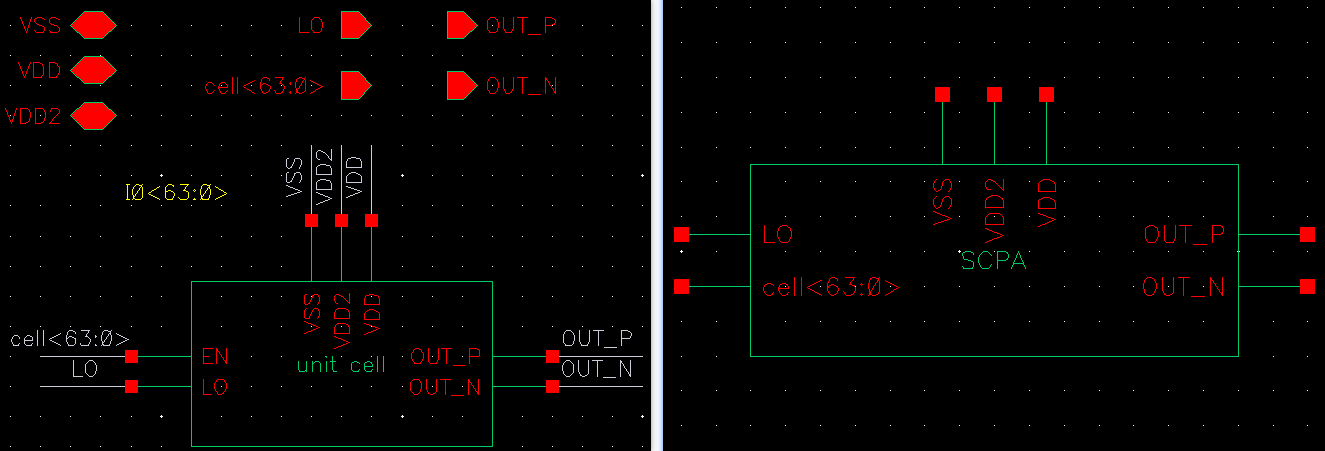 VSS
VDD
VDD2
LO
cell<63:0>
OUT_P
OUT_N
I0<63:0>
VSS
VDD2
VDD
cell<63:0>
LO
VSS
VDD2
VDD
EN
LO
unit cell
OUT_P
OUT_N
OUT_P
OUT_N
VSS
VDD2
VDD
LO
cell<63:0>
SCPA
OUT_P
OUT_N